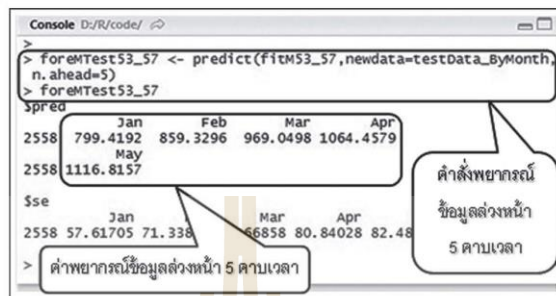 Console D:/R/code/
>
> foreMTest53_57 <- predict(fitM53_57,newdata=testData_ByMonth,
n.ahead=5)
> foreMTest53_57
$pred
Jan Feb Mar Apr
2558 799.4192 859.3296 969.0498 1064.4579
May
2558 1116.8157
$se
Jan Mar Apr
2558 57.61705 71.338 66858 80.84028 82.48
>
คำสั่งพยากรณ์
ข้อมูลล่วงหน้า
5 คาบเวลา
ค่าพยากรณ์ข้อมูลล่วงหน้า 5 คาบเวลา